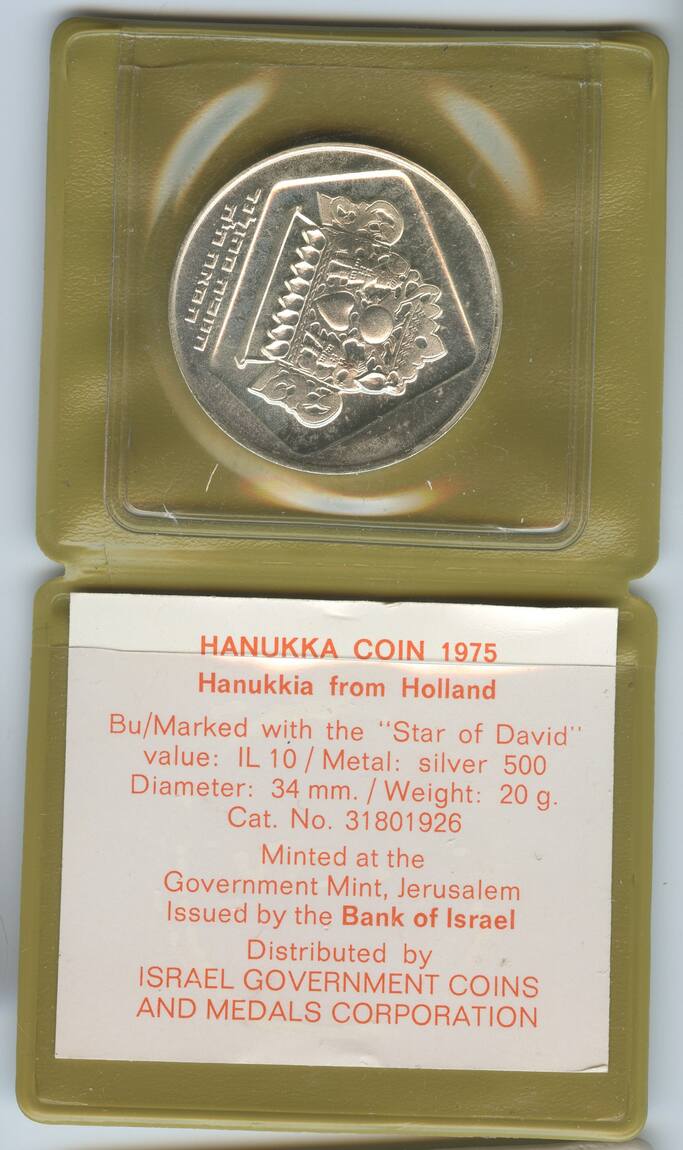 HANUKKA COIN 1975
Hanukkia from Holland
Bu/Marked with the "Star of David"
value: IL 10 / Metal: silver 500
Diameter: 34 mm. / Weight: 20 g.
Cat. No. 31801926
Minted at the
Government Mint, Jerusalem
Issued by the Bank of Israel
Distributed by
ISRAEL GOVERNMENT COINS
AND MEDALS CORPORATION